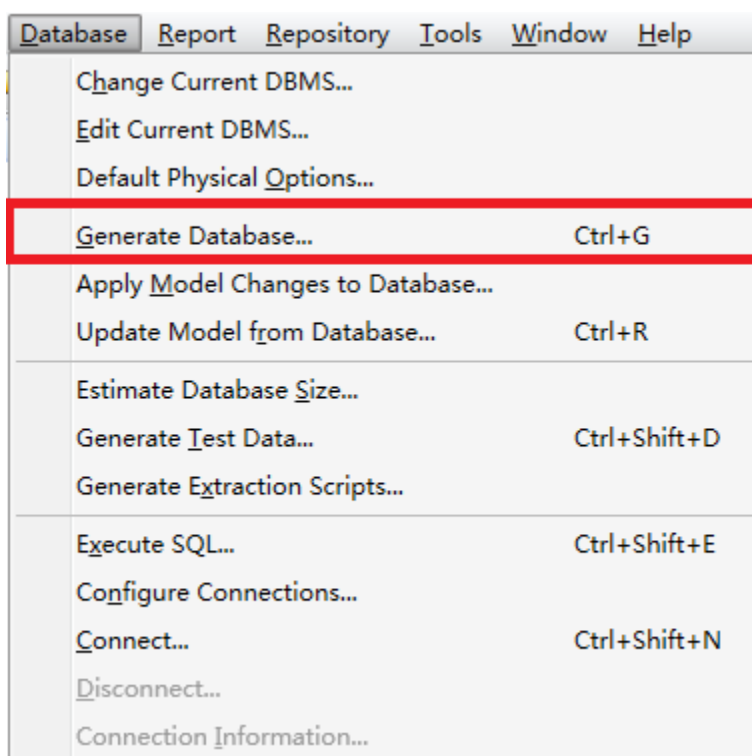 Database Report Repository Tools Window Help
Change Current DBMS...
Edit Current DBMS...
Default Physical Options...
Generate Database... Ctrl+G
Apply Model Changes to Database...
Update Model from Database... Ctrl+R
Estimate Database Size...
Generate Test Data... Ctrl+Shift+D
Generate Extraction Scripts...
Execute SQL... Ctrl+Shift+E
Configure Connections...
Connect... Ctrl+Shift+N
Disconnect...
Connection Information...